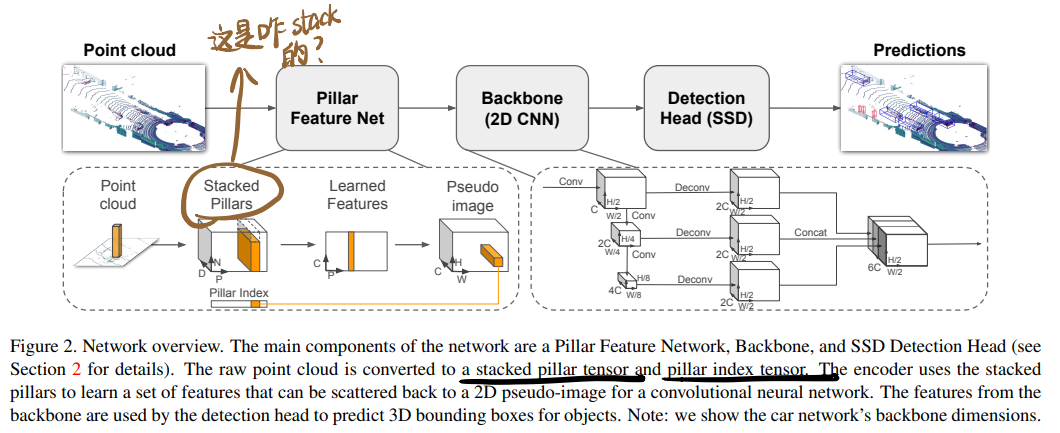 这是咋 stack
的?
Point cloud
Predictions
Pillar
Feature Net
Backbone
(2D CNN)
Detection
Head (SSD)
Point
cloud
Stacked
Pillars
Learned
Features
Pseudo
image
N
D
P
C
P
H
C
W
Pillar Index
Conv
C
H/2
W/2
Conv
2C
H/4
W/4
Conv
4C
H/8
W/8
Deconv
2C
H/2
W/2
Deconv
2C
H/2
W/2
Deconv
2C
H/2
W/2
Concat
6C
H/2
W/2
Figure 2. Network overview. The main components of the network are a Pillar Feature Network, Backbone, and SSD Detection Head (see
Section 2 for details). The raw point cloud is converted to a stacked pillar tensor and pillar index tensor. The encoder uses the stacked
pillars to learn a set of features that can be scattered back to a 2D pseudo-image for a convolutional neural network. The features from the
backbone are used by the detection head to predict 3D bounding boxes for objects. Note: we show the car network's backbone dimensions.